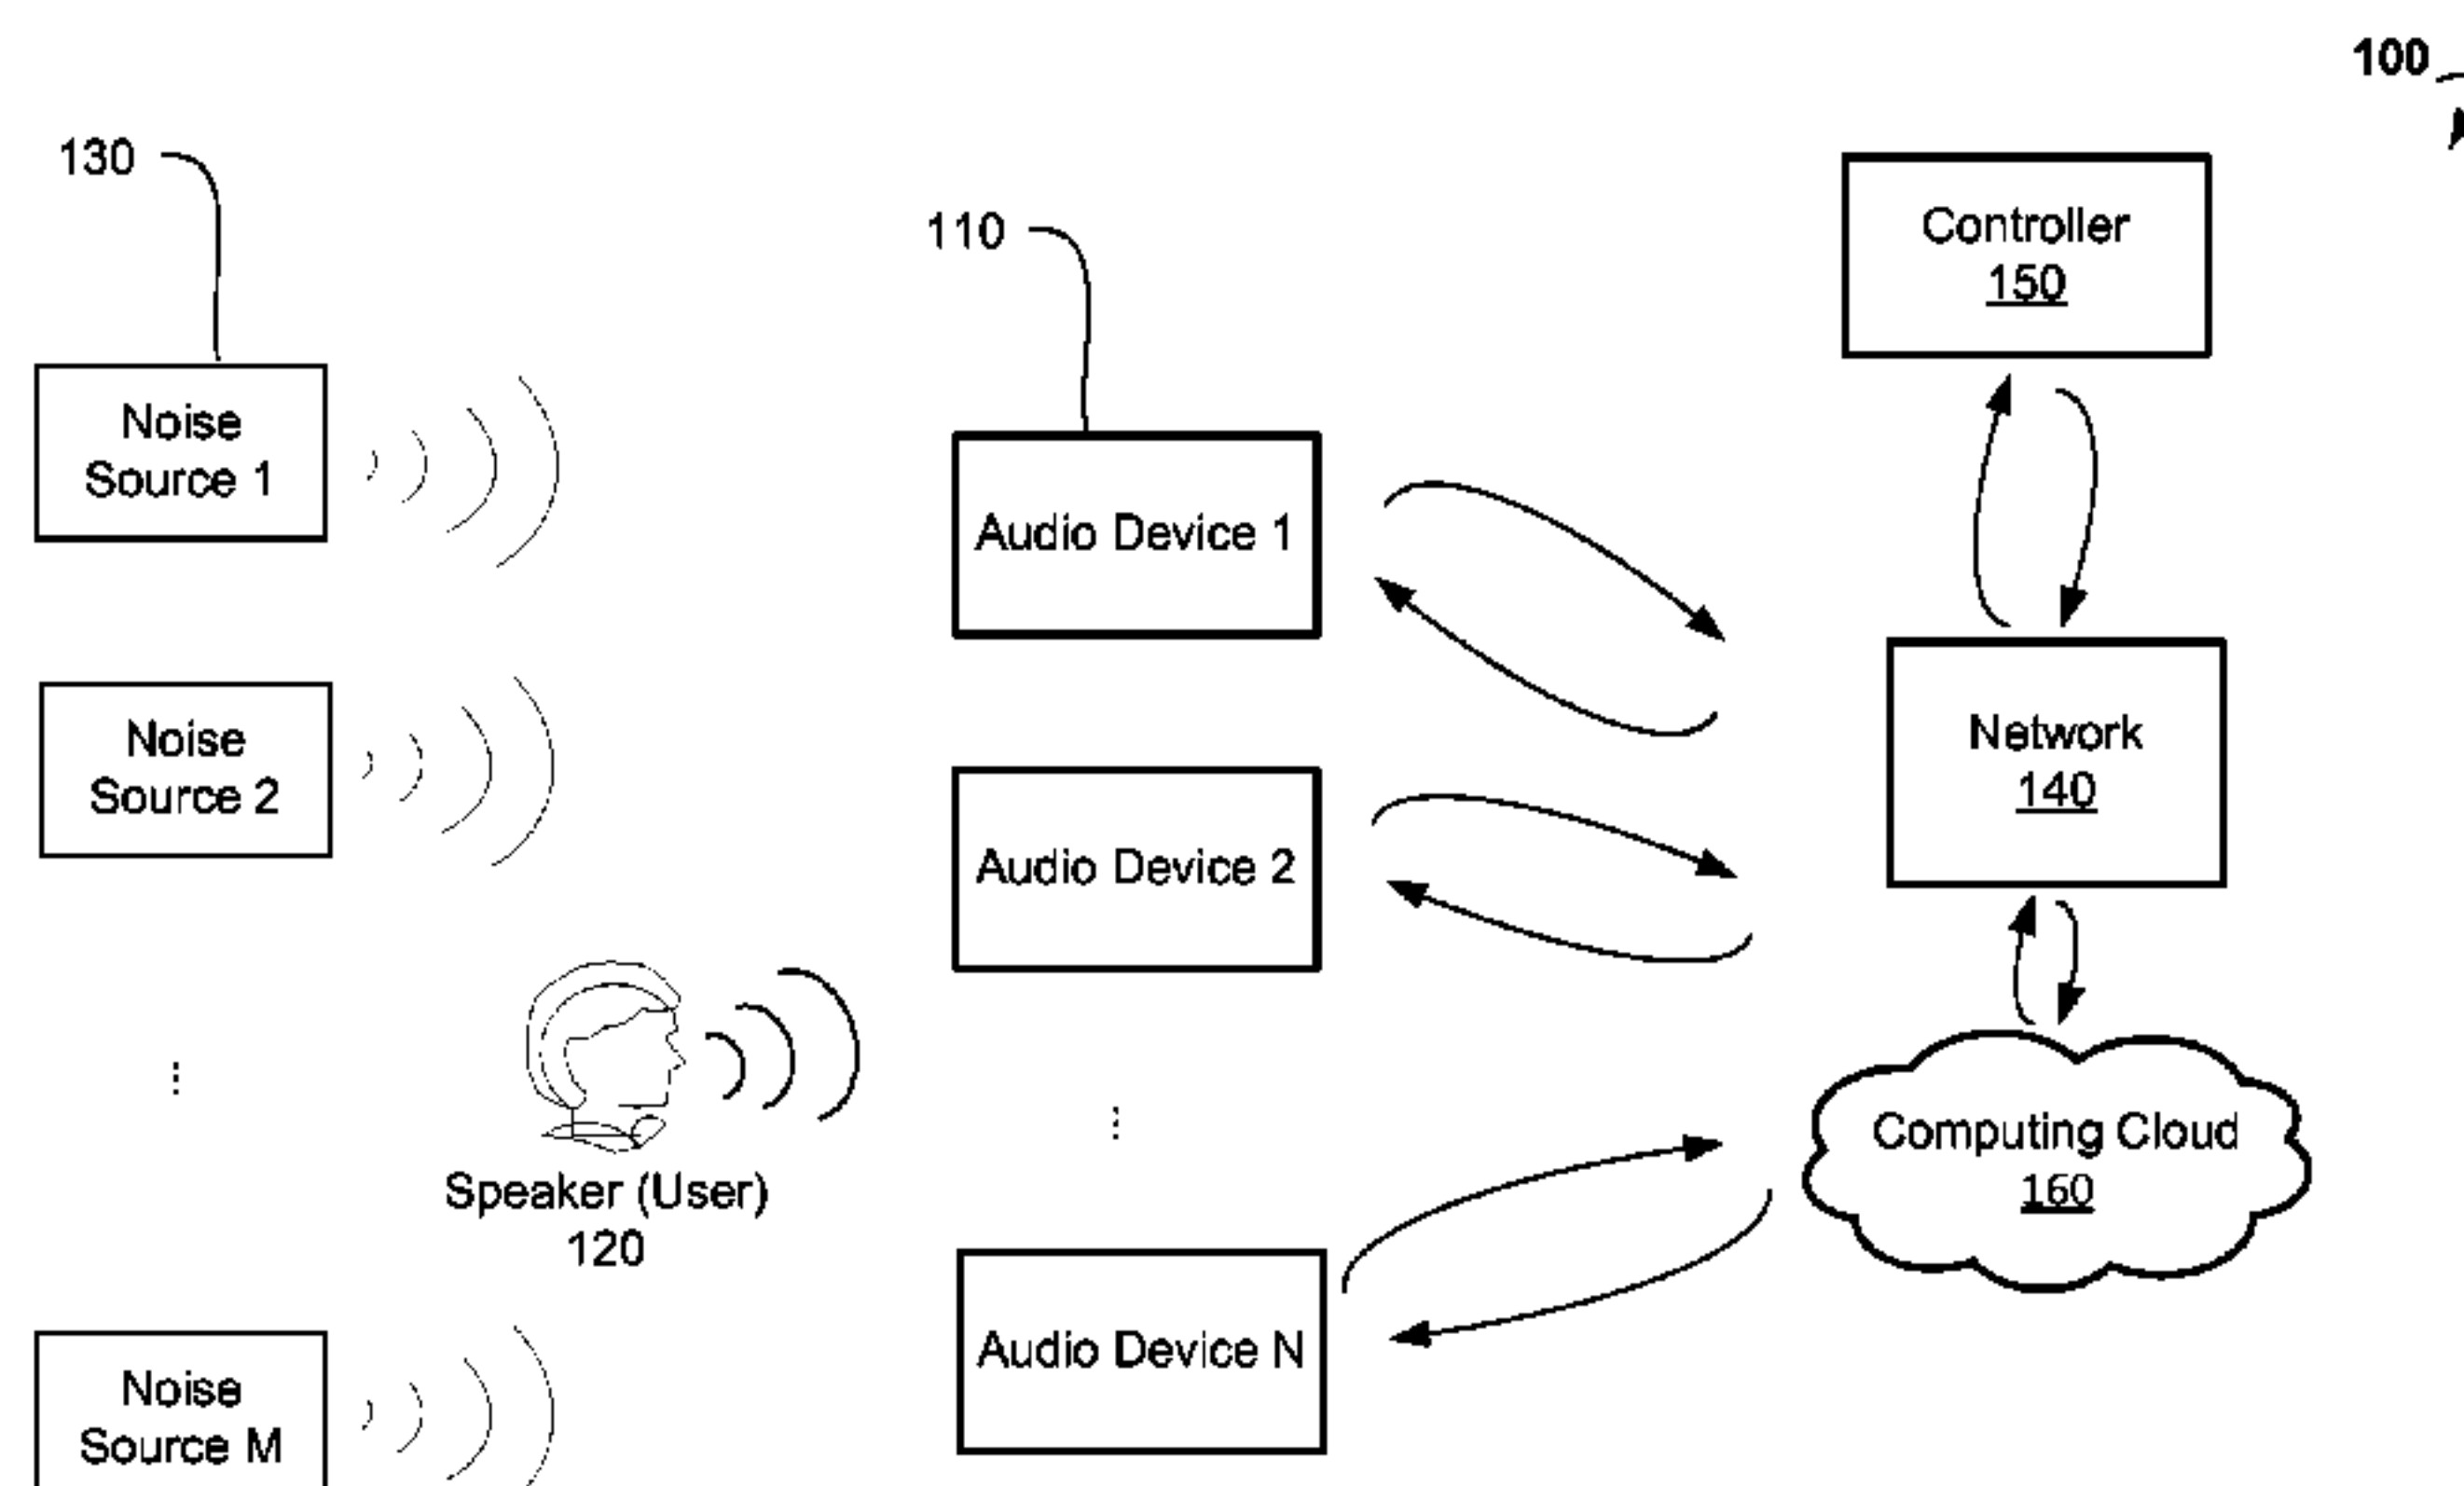 100
130
110
Controller
150
Noise
Source 1
Audio Device 1
Noise
Source 2
Network
140
Audio Device 2
Computing Cloud
160
Speaker (User)
120
Audio Device N
Noise
Source M